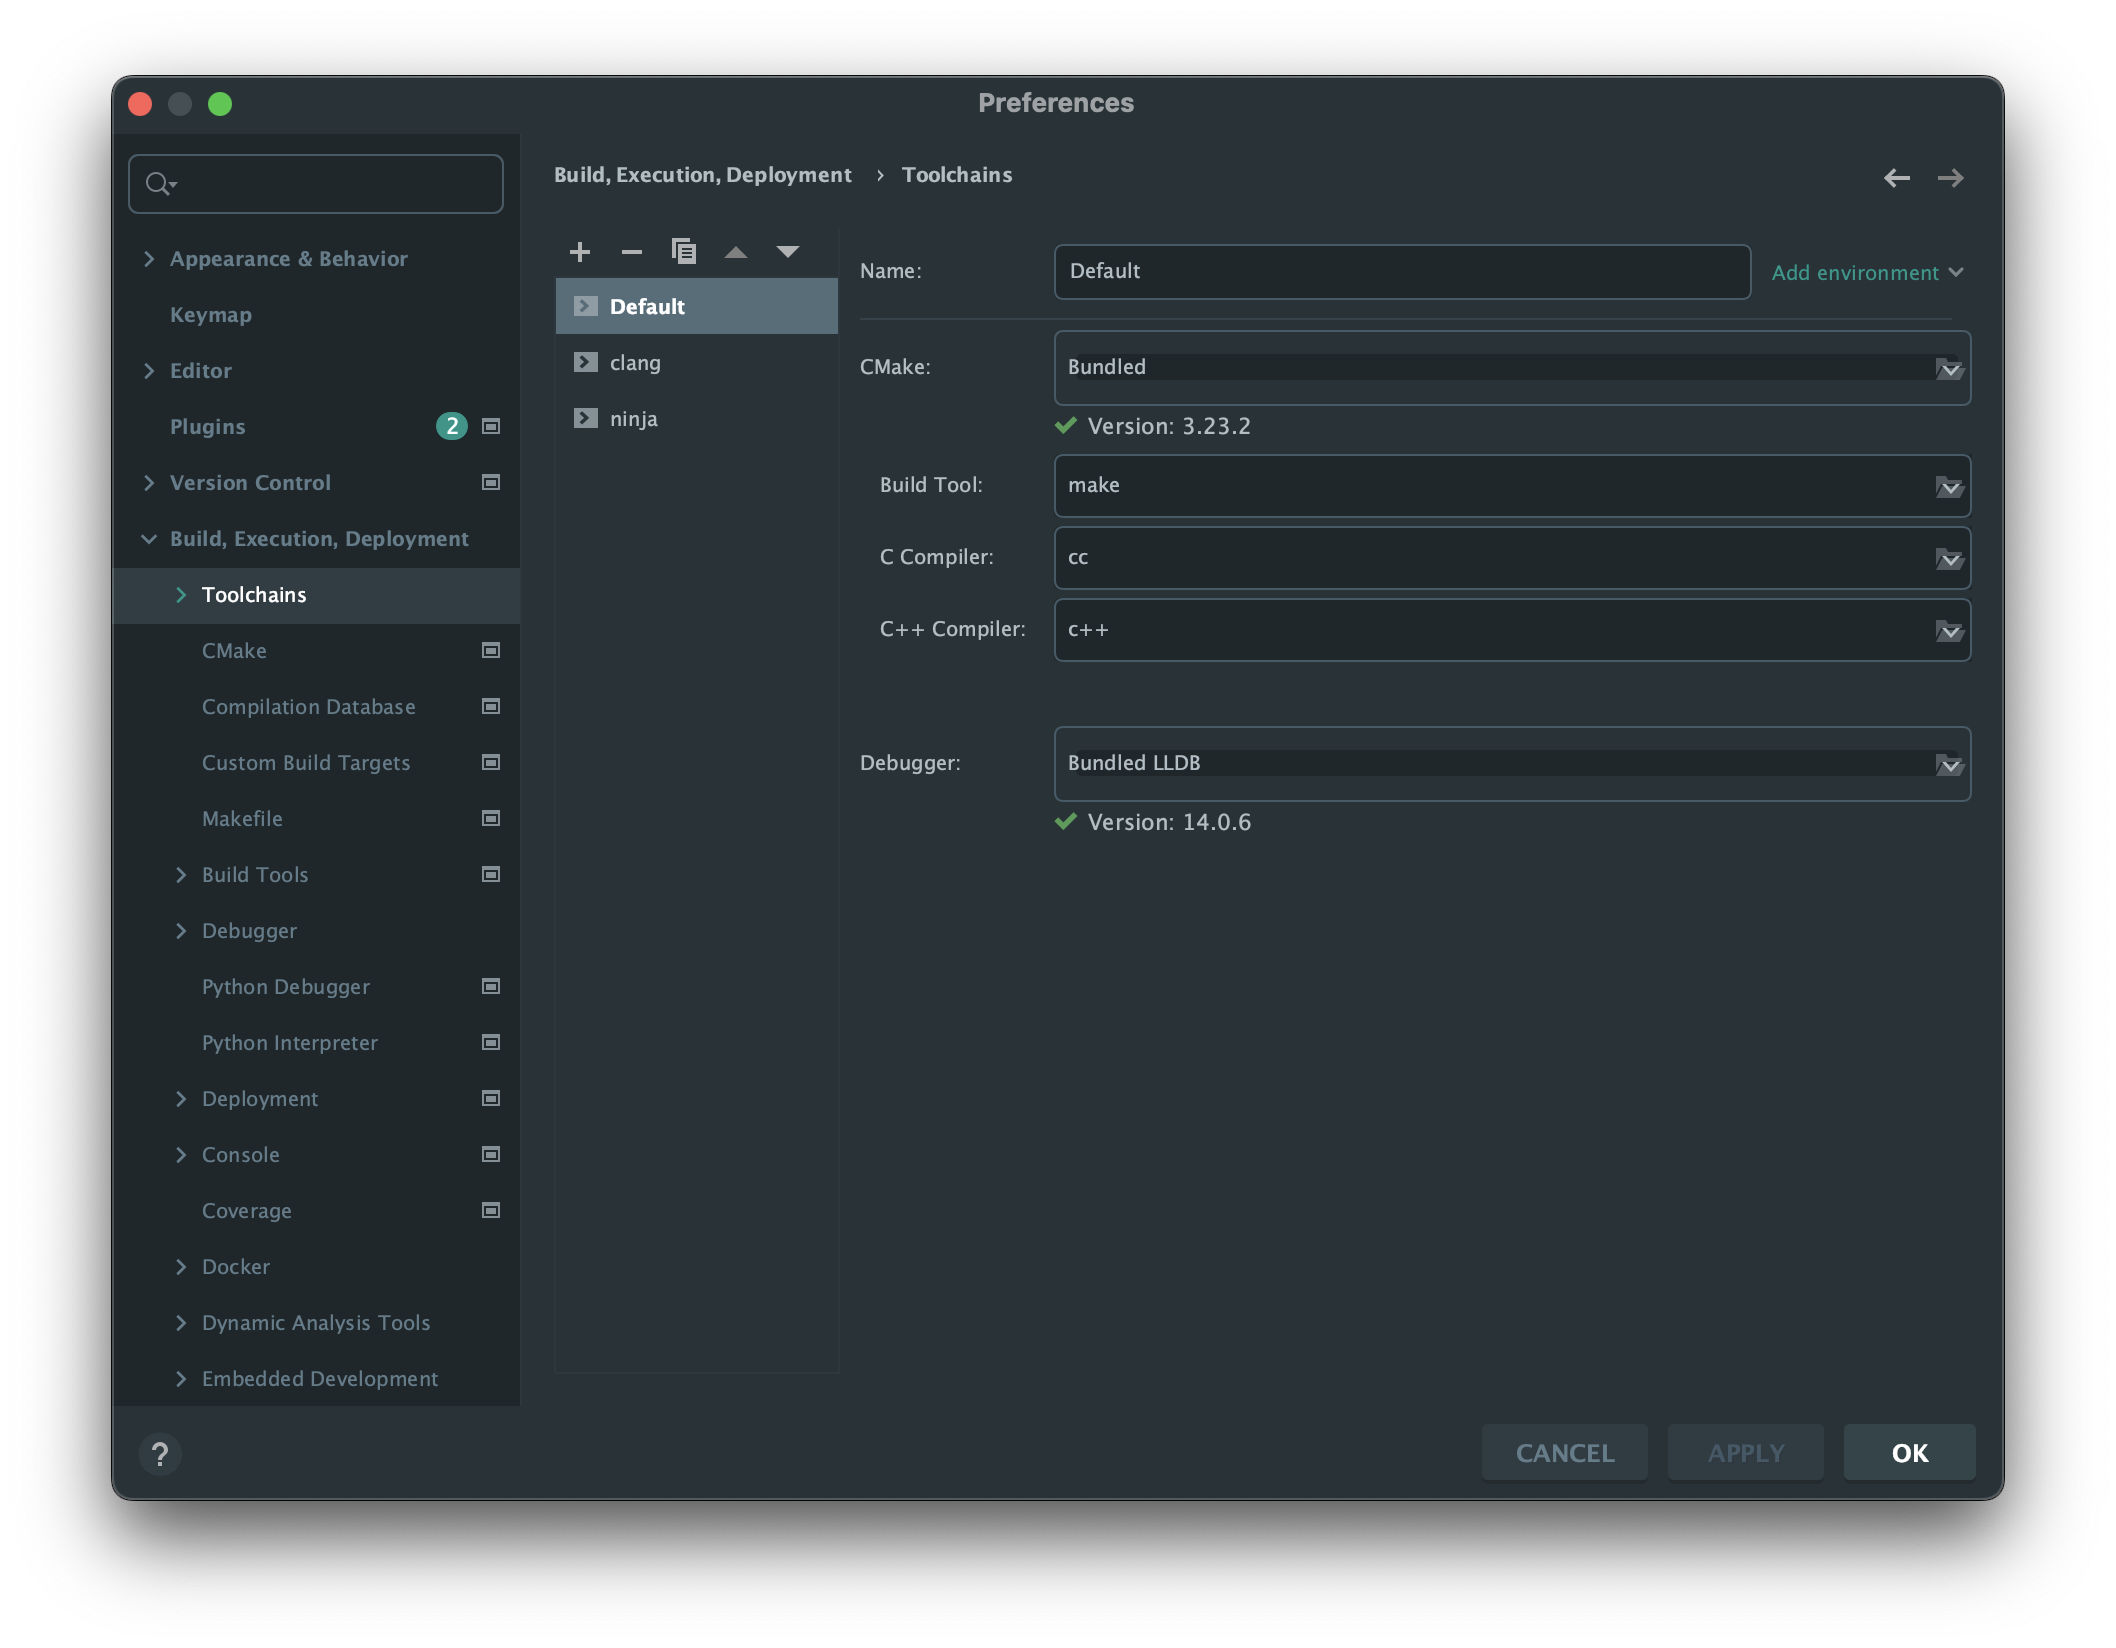 Preferences
Build, Execution, Deployment › Toolchains
Appearance & Behavior
Keymap
Editor
Plugins 2
Version Control
Build, Execution, Deployment
Toolchains
CMake
Compilation Database
Custom Build Targets
Makefile
Build Tools
Debugger
Python Debugger
Python Interpreter
Deployment
Console
Coverage
Docker
Dynamic Analysis Tools
Embedded Development
Default
clang
ninja
Name: Default Add environment
CMake: Bundled
Version: 3.23.2
Build Tool: make
C Compiler: cc
C++ Compiler: c++
Debugger: Bundled LLDB
Version: 14.0.6
? CANCEL APPLY OK